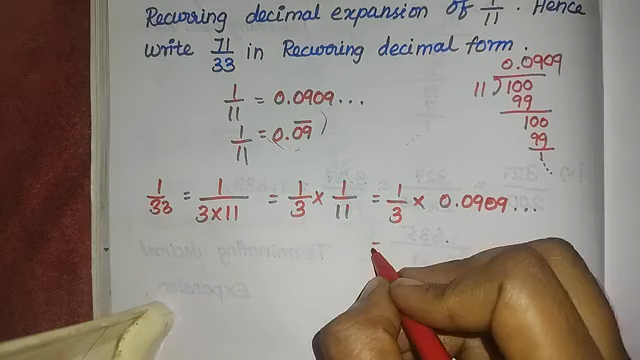 Recurring decimal expansion of 1/11. Hence
write 71/33 in Recurring decimal form.
0.0909
11)100
99
100
99
1
1/11 = 0.0909...
1/11 = 0.0̅9̅
1/33 = 1/3×11 = 1/3 × 1/11 = 1/3 × 0.0909...
=